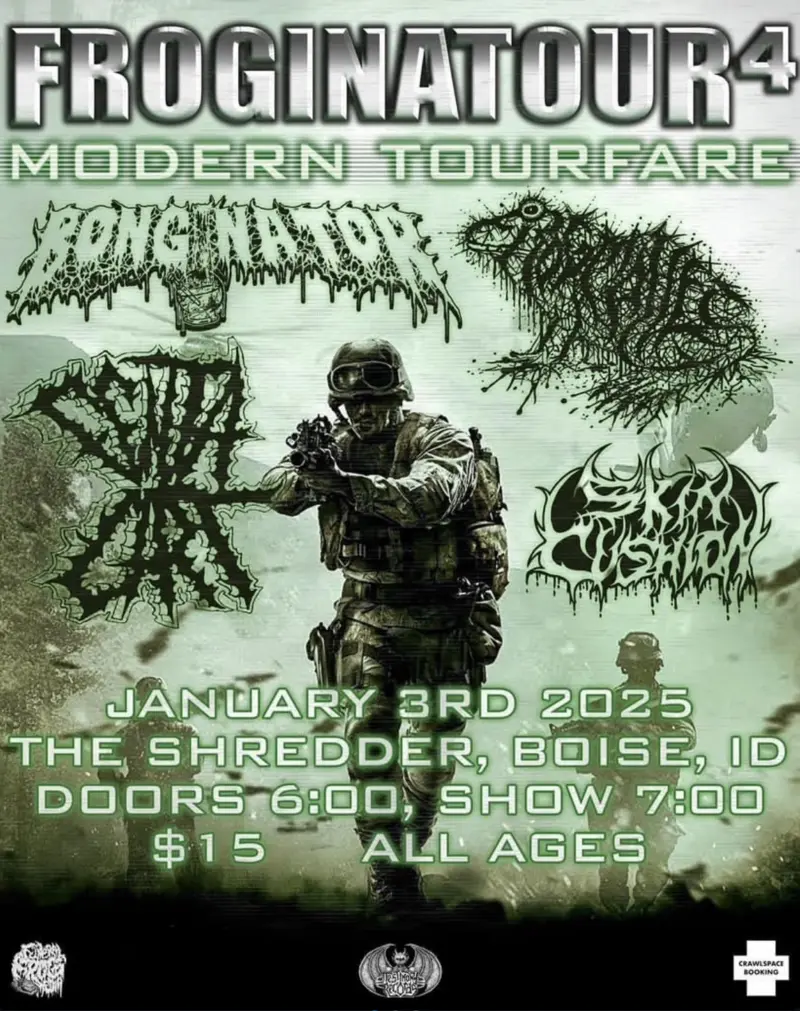 FROGINATOUR4
MODERN TOURFARE
BONGINATOR
SKIN
CUSHION
JANUARY 3RD 2025
THE SHREDDER, BOISE, ID
DOORS 6:00, SHOW 7:00
$15 ALL AGES
CRAWLSPACE
BOOKING